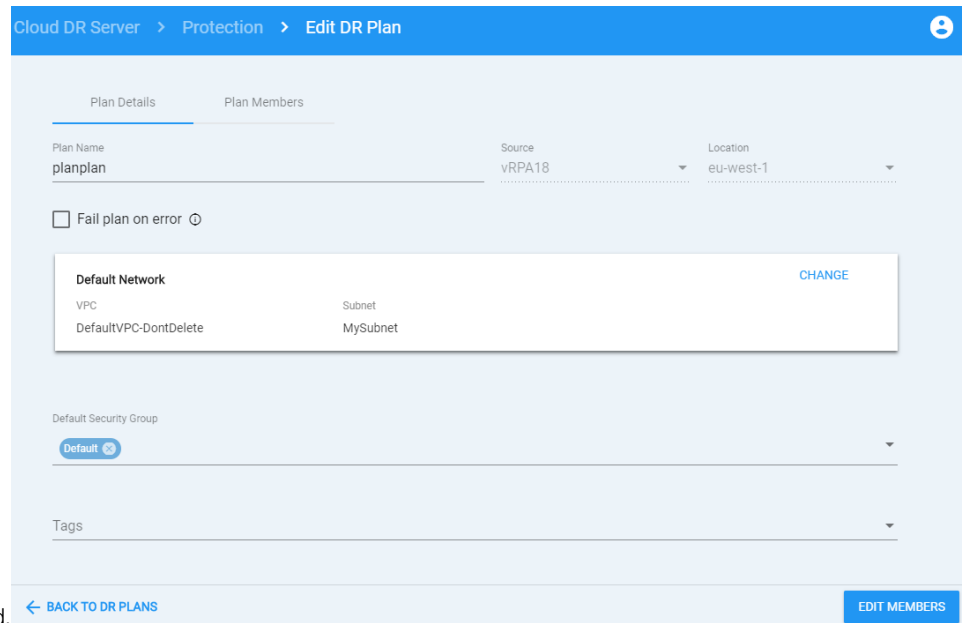 Cloud DR Server > Protection > Edit DR Plan
Plan Details Plan Members
Plan Name Source Location
planplan vRPA18 eu-west-1
Fail plan on error
Default Network CHANGE
VPC Subnet
DefaultVPC-DontDelete MySubnet
Default Security Group
Default
Tags
d. ← BACK TO DR PLANS EDIT MEMBERS